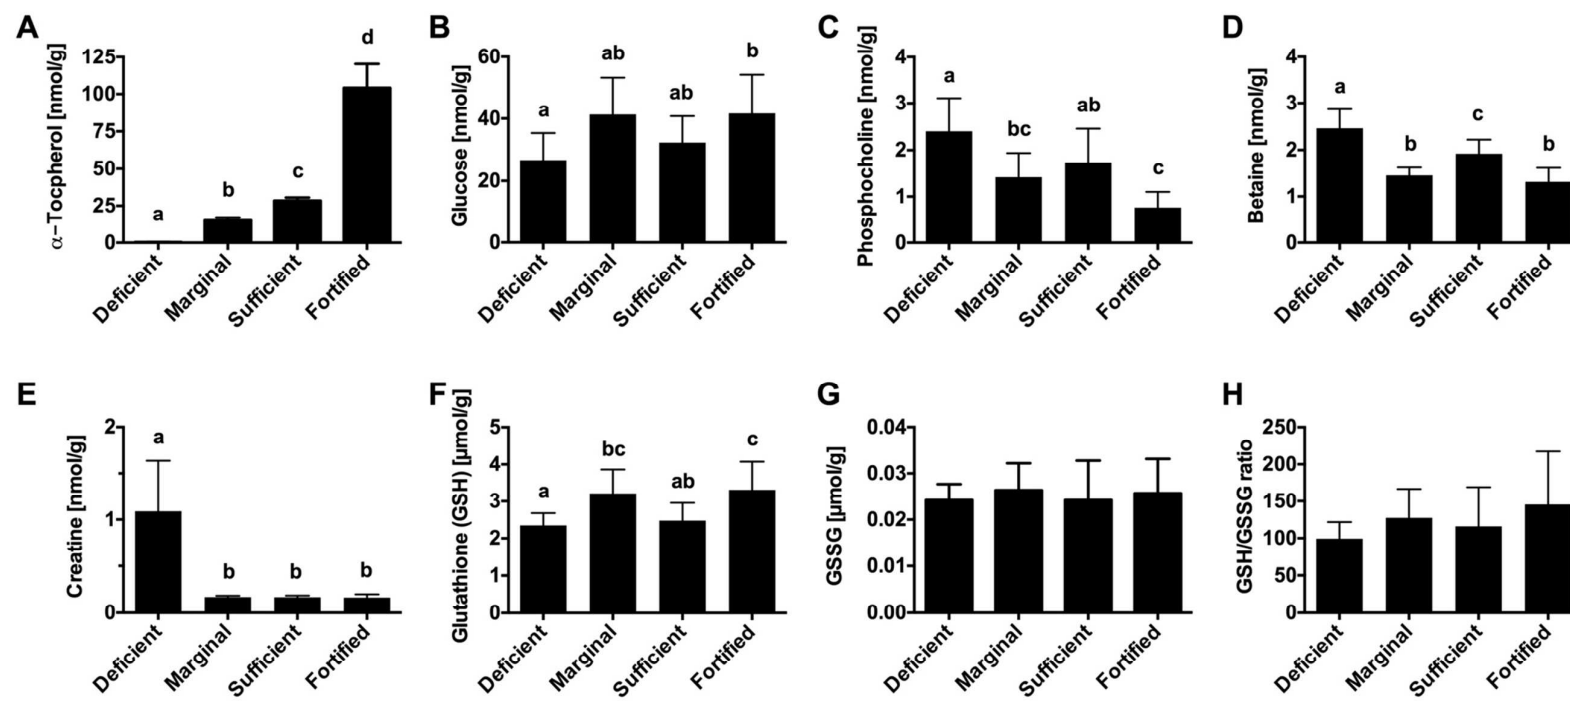 A
α−Tocpherol [nmol/g]
125
100
75
50
25
0
a
b
c
d
Deficient
Marginal
Sufficient
Fortified
B
Glucose [nmol/g]
60
40
20
0
a
ab
ab
b
Deficient
Marginal
Sufficient
Fortified
C
Phosphocholine [nmol/g]
4
3
2
1
0
a
bc
ab
c
Deficient
Marginal
Sufficient
Fortified
D
Betaine [nmol/g]
4
3
2
1
0
a
b
c
b
Deficient
Marginal
Sufficient
Fortified
E
Creatine [nmol/g]
2
1
0
a
b
b
b
Deficient
Marginal
Sufficient
Fortified
F
Glutathione (GSH) [µmol/g]
5
4
3
2
1
0
a
bc
ab
c
Deficient
Marginal
Sufficient
Fortified
G
GSSG [µmol/g]
0.04
0.03
0.02
0.01
0.00
Deficient
Marginal
Sufficient
Fortified
H
GSH/GSSG ratio
250
200
150
100
50
0
Deficient
Marginal
Sufficient
Fortified